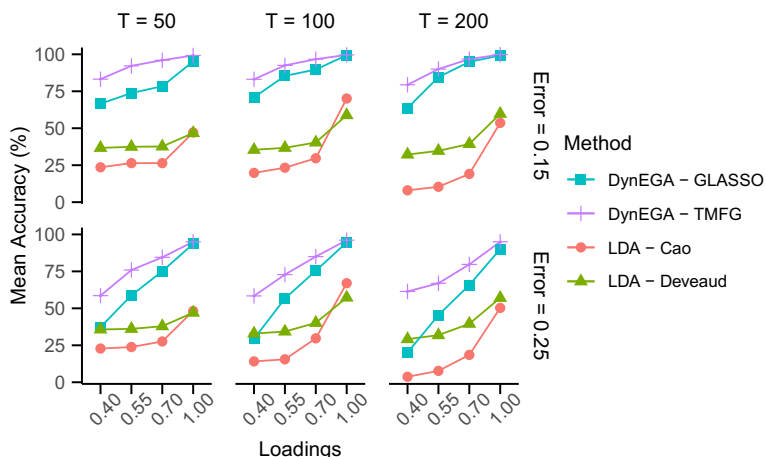 T = 50
T = 100
T = 200
Mean Accuracy (%)
100
75
50
25
0
Error = 0.15
100
75
50
25
0
Error = 0.25
0.40
0.55
0.70
1.00
0.40
0.55
0.70
1.00
0.40
0.55
0.70
1.00
Loadings
Method
DynEGA − GLASSO
DynEGA − TMFG
LDA − Cao
LDA − Deveaud